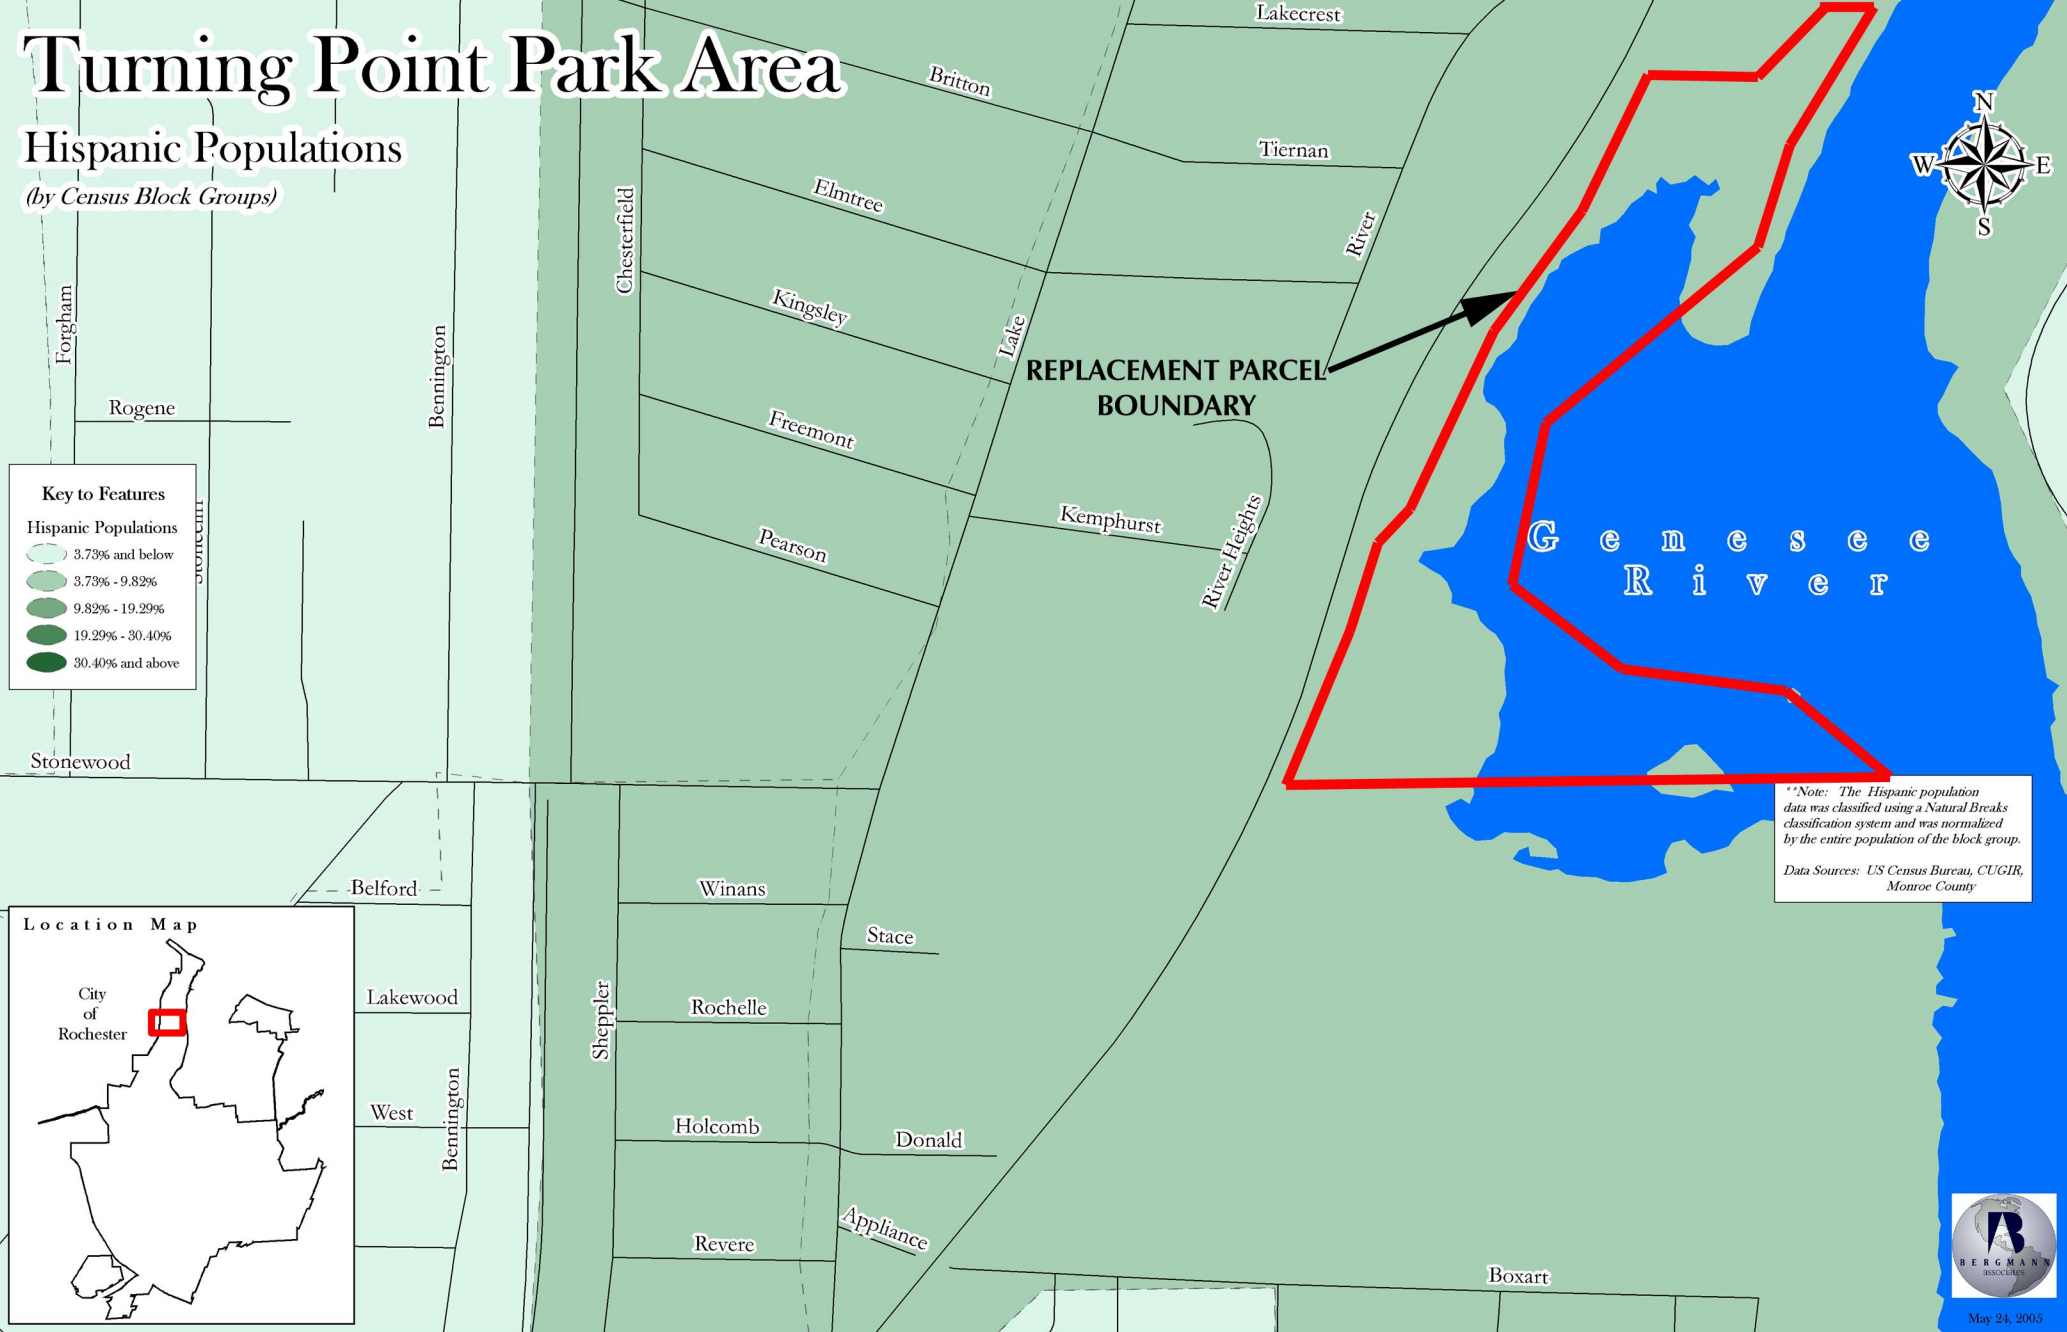 Turning Point Park Area
Hispanic Populations
(by Census Block Groups)
Lakecrest
Britton
Tiernan
Elmtree
Chesterfield
River
N
W
E
S
Forgham
Kingsley
Lake
Bennington
REPLACEMENT PARCEL
BOUNDARY
Rogene
Freemont
Kemphurst
River Heights
Pearson
Genesee
River
Key to Features
Hispanic Populations
3.73% and below
3.73% - 9.82%
9.82% - 19.29%
19.29% - 30.40%
30.40% and above
Stonewood
**Note: The Hispanic population
data was classified using a Natural Breaks
classification system and was normalized
by the entire population of the block group.
Data Sources: US Census Bureau, CUGIR,
Monroe County
Belford
Winans
Stace
Location Map
City
of
Rochester
Lakewood
Sheppler
Rochelle
West
Bennington
Holcomb
Donald
Appliance
Revere
Boxart
AB
BERGMANN
associates
May 24, 2005